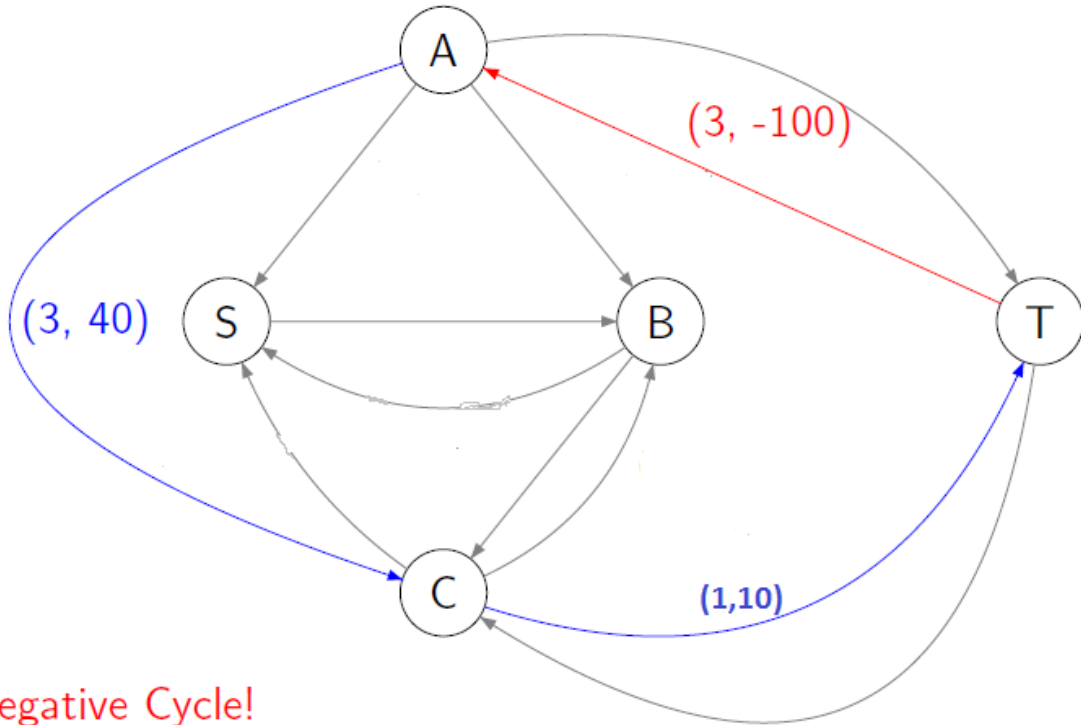 A
(3, -100)
(3, 40)
S
B
T
C
(1,10)
egative Cycle!